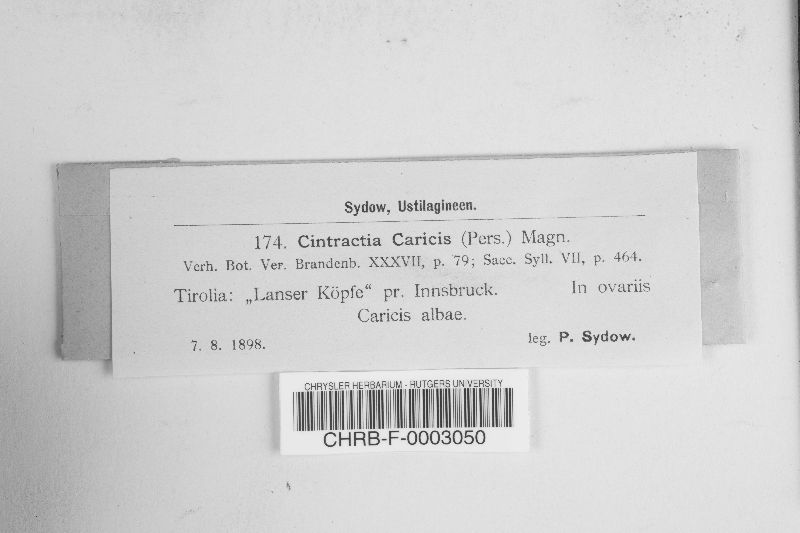 Sydow, Ustilagineen.
174. Cintractia Caricis (Pers.) Magn.
Verh. Bot. Ver. Brandenb. XXXVII, p. 79; Sacc. Syll. VII, p. 464.
Tirolia: „Lanser Köpfe“ pr. Innsbruck. In ovariis
Caricis albae.
7. 8. 1898. leg. P. Sydow.
CHRYSLER HERBARIUM - RUTGERS UNIVERSITY
CHRB-F-0003050